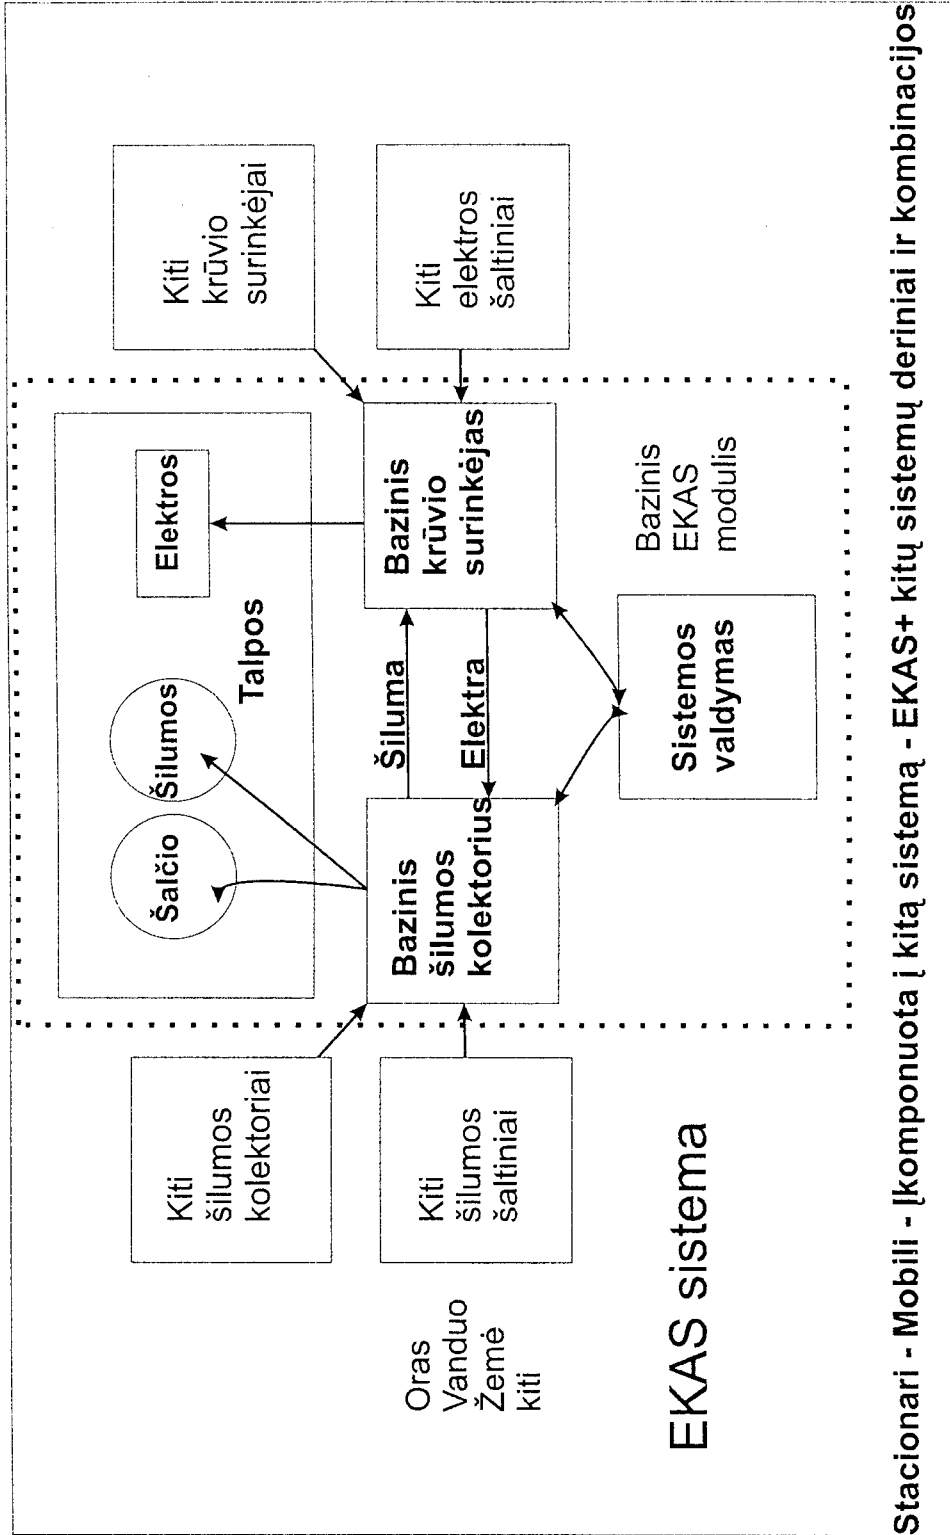 Kiti
šilumos
kolektoriai
Kiti
šilumos
šaltiniai
Oras
Vanduo
Žemė
kiti
EKAS sistema
Šalčio
Šilumos
Elektros
Talpos
Bazinis
šilumos
kolektorius
Šiluma
Elektra
Bazinis
krūvio
surinkėjas
Sistemos
valdymas
Bazinis
EKAS
modulis
Kiti
krūvio
surinkėjai
Kiti
elektros
šaltiniai
Stacionari - Mobili - Įkomponuota į kitą sistemą - EKAS+ kitų sistemų deriniai ir kombinacijos